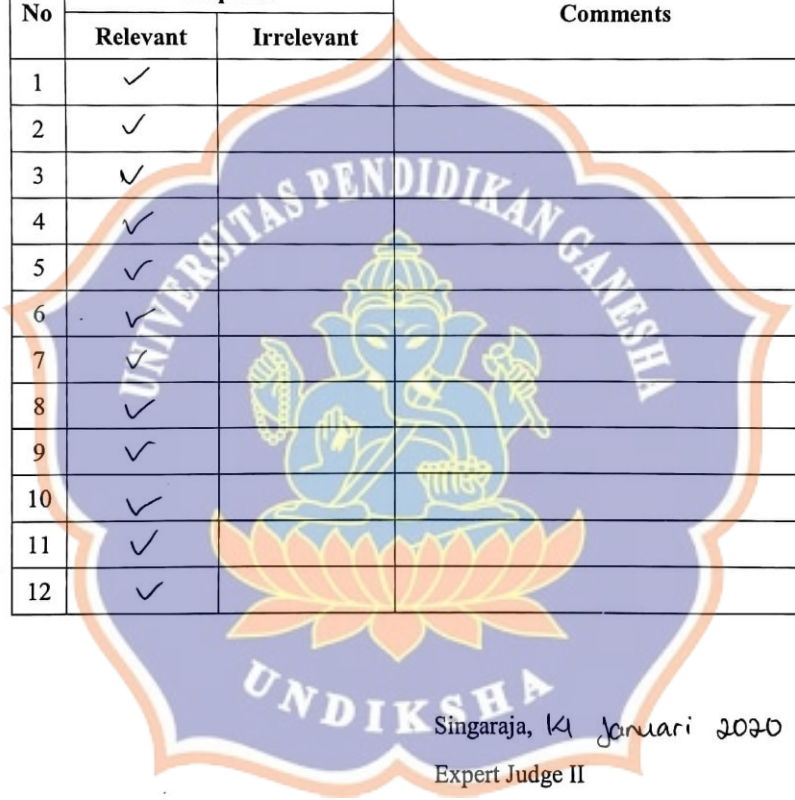 No Comments
Relevant Irrelevant
1 ✓
2 ✓
3 ✓
4 ✓
5 ✓
6 ✓
7 ✓
8 ✓
9 ✓
10 ✓
11 ✓
12 ✓
UNIVERSITAS PENDIDIKAN GANESHA
UNDIKSHA
Singaraja, 14 Januari 2020
Expert Judge II